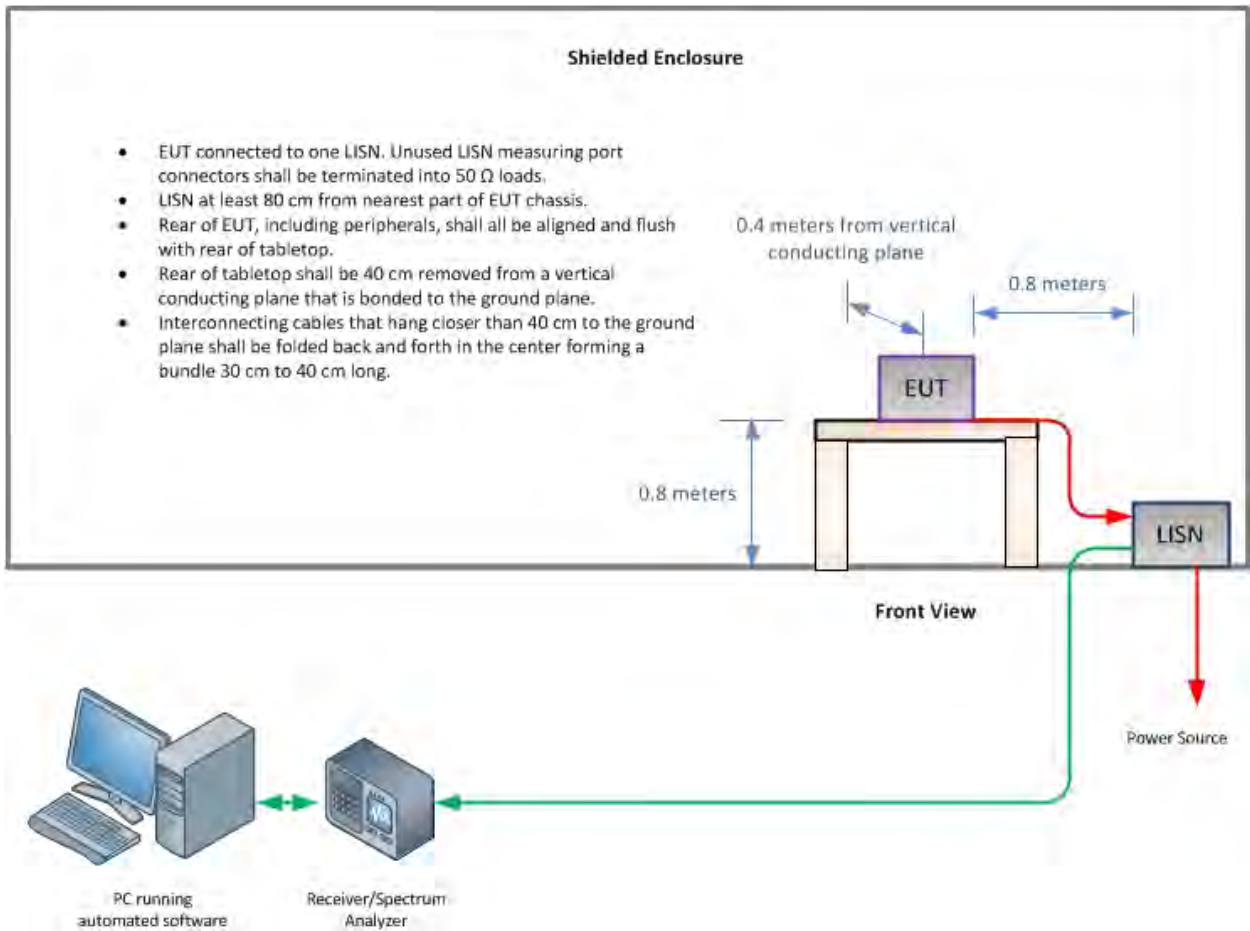 Shielded Enclosure
• EUT connected to one LISN. Unused LISN measuring port
connectors shall be terminated into 50 Ω loads.
• LISN at least 80 cm from nearest part of EUT chassis.
• Rear of EUT, including peripherals, shall all be aligned and flush
with rear of tabletop.
• Rear of tabletop shall be 40 cm removed from a vertical
conducting plane that is bonded to the ground plane.
• Interconnecting cables that hang closer than 40 cm to the ground
plane shall be folded back and forth in the center forming a
bundle 30 cm to 40 cm long.
0.4 meters from vertical
conducting plane
0.8 meters
EUT
0.8 meters
LISN
Front View
Power Source
PC running
automated software
Receiver/Spectrum
Analyzer